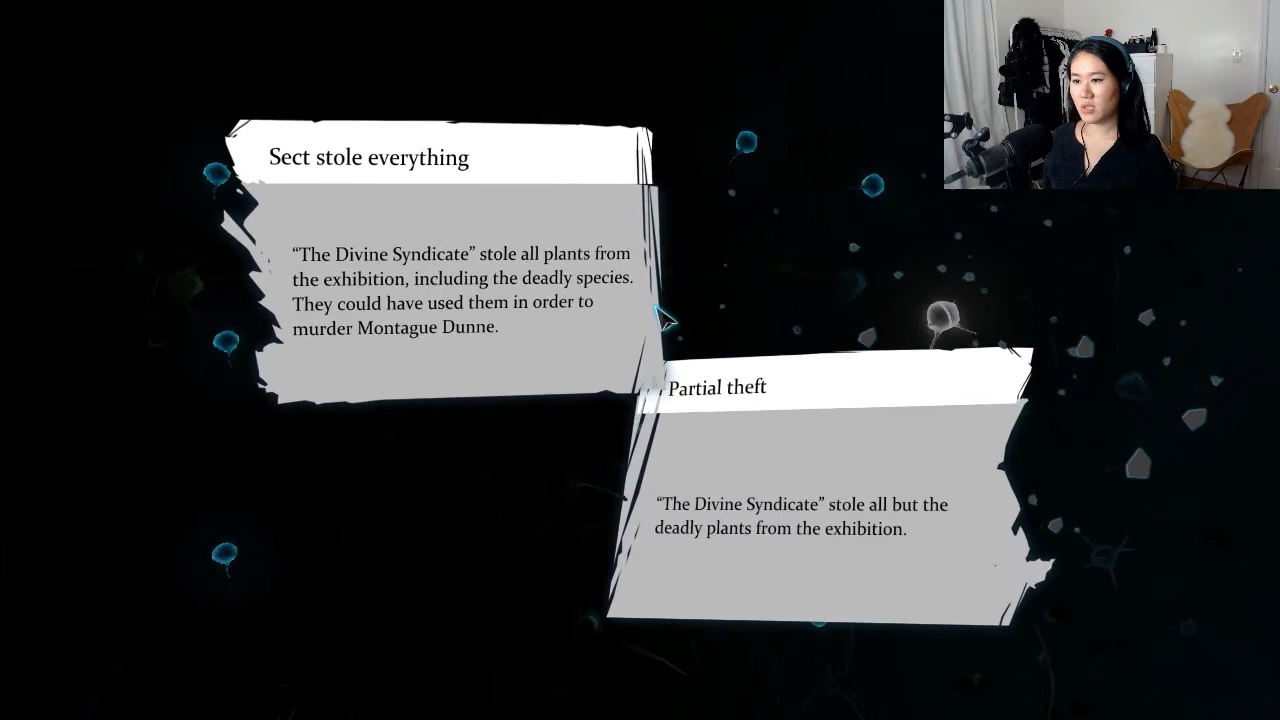 Sect stole everything
“The Divine Syndicate” stole all plants from
the exhibition, including the deadly species.
They could have used them in order to
murder Montague Dunne.
Partial theft
“The Divine Syndicate” stole all but the
deadly plants from the exhibition.